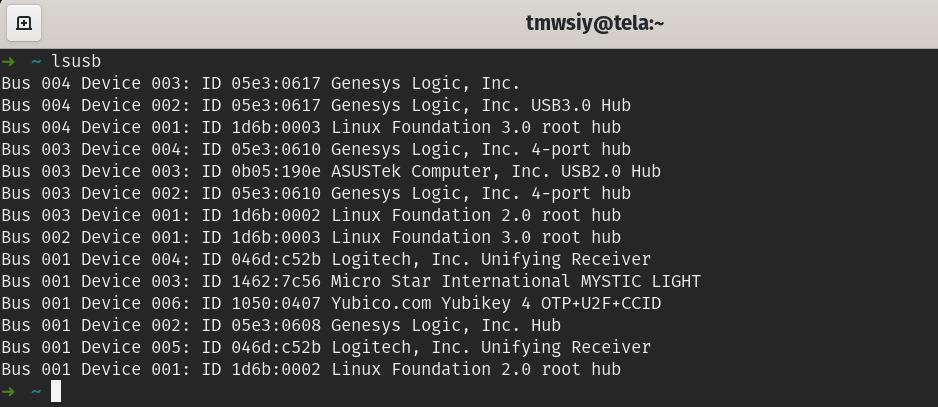 tmwsiy@tela:~
➜ ~ lsusb
Bus 004 Device 003: ID 05e3:0617 Genesys Logic, Inc.
Bus 004 Device 002: ID 05e3:0617 Genesys Logic, Inc. USB3.0 Hub
Bus 004 Device 001: ID 1d6b:0003 Linux Foundation 3.0 root hub
Bus 003 Device 004: ID 05e3:0610 Genesys Logic, Inc. 4-port hub
Bus 003 Device 003: ID 0b05:190e ASUSTek Computer, Inc. USB2.0 Hub
Bus 003 Device 002: ID 05e3:0610 Genesys Logic, Inc. 4-port hub
Bus 003 Device 001: ID 1d6b:0002 Linux Foundation 2.0 root hub
Bus 002 Device 001: ID 1d6b:0003 Linux Foundation 3.0 root hub
Bus 001 Device 004: ID 046d:c52b Logitech, Inc. Unifying Receiver
Bus 001 Device 003: ID 1462:7c56 Micro Star International MYSTIC LIGHT
Bus 001 Device 006: ID 1050:0407 Yubico.com Yubikey 4 OTP+U2F+CCID
Bus 001 Device 002: ID 05e3:0608 Genesys Logic, Inc. Hub
Bus 001 Device 005: ID 046d:c52b Logitech, Inc. Unifying Receiver
Bus 001 Device 001: ID 1d6b:0002 Linux Foundation 2.0 root hub
➜ ~